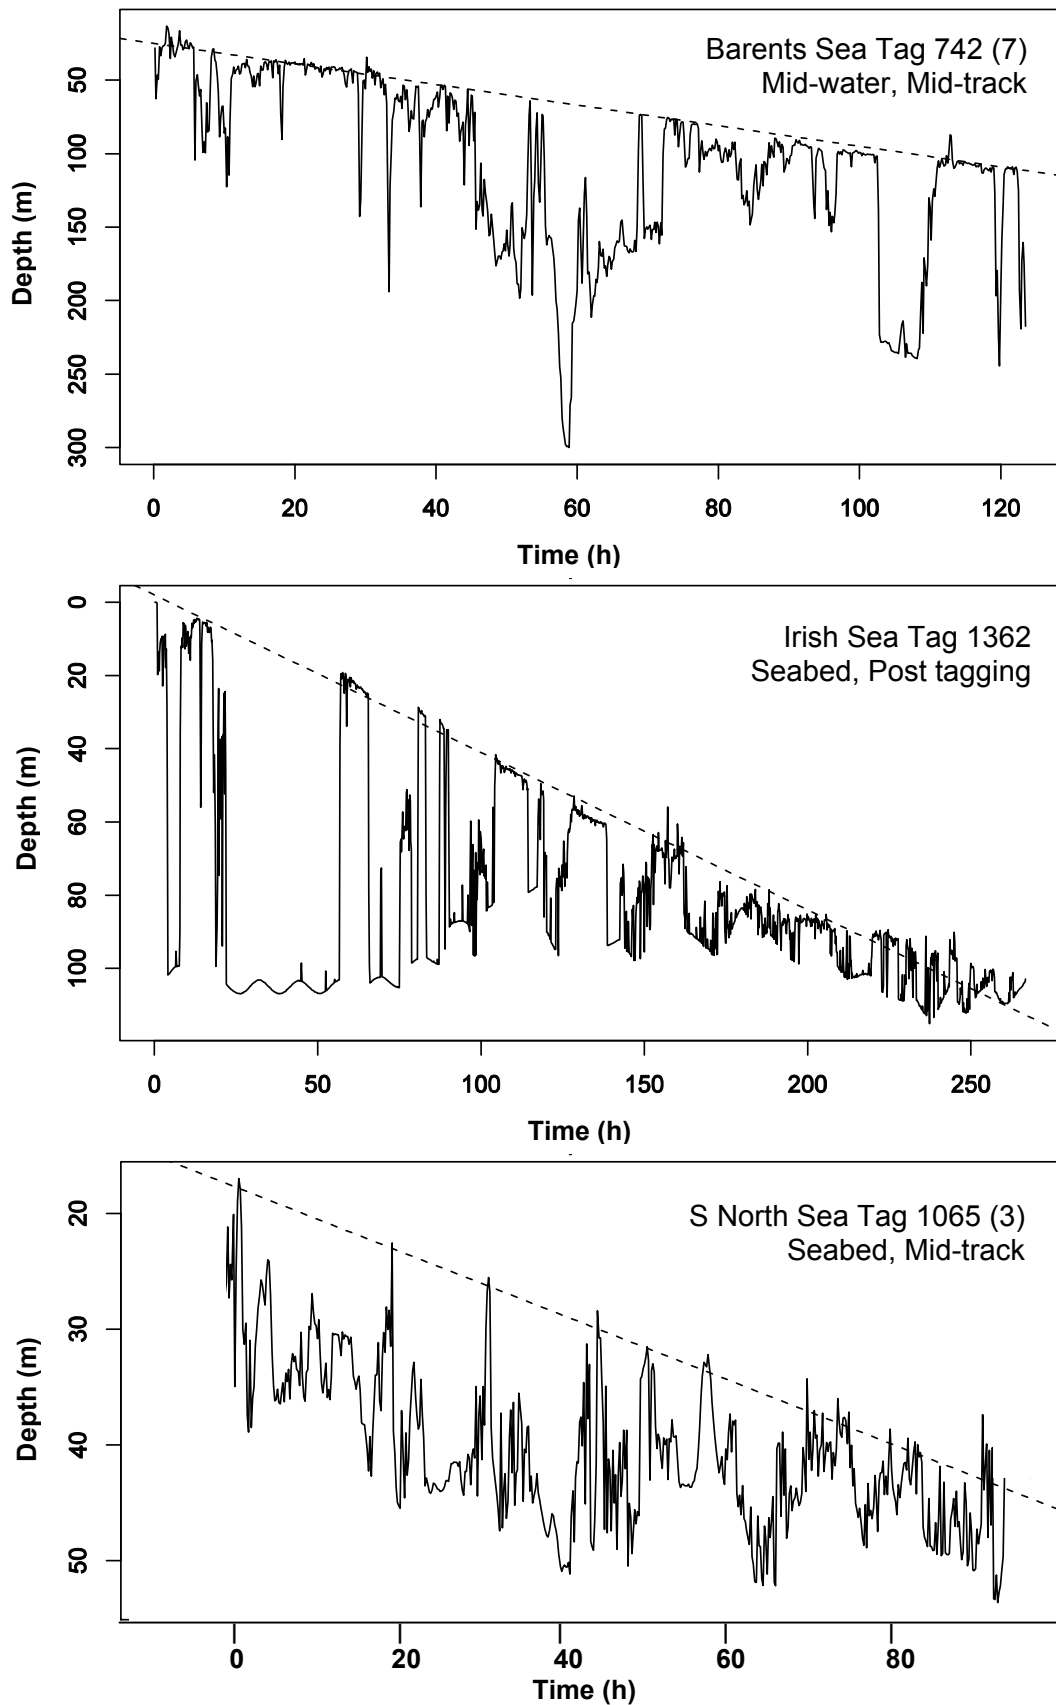 Barents Sea Tag 742 (7)
Mid-water, Mid-track
Depth (m)
50
100
150
200
250
300
0 20 40 60 80 100 120
Time (h)
Irish Sea Tag 1362
Seabed, Post tagging
Depth (m)
0
20
40
60
80
100
0 50 100 150 200 250
Time (h)
S North Sea Tag 1065 (3)
Seabed, Mid-track
Depth (m)
20
30
40
50
0 20 40 60 80
Time (h)